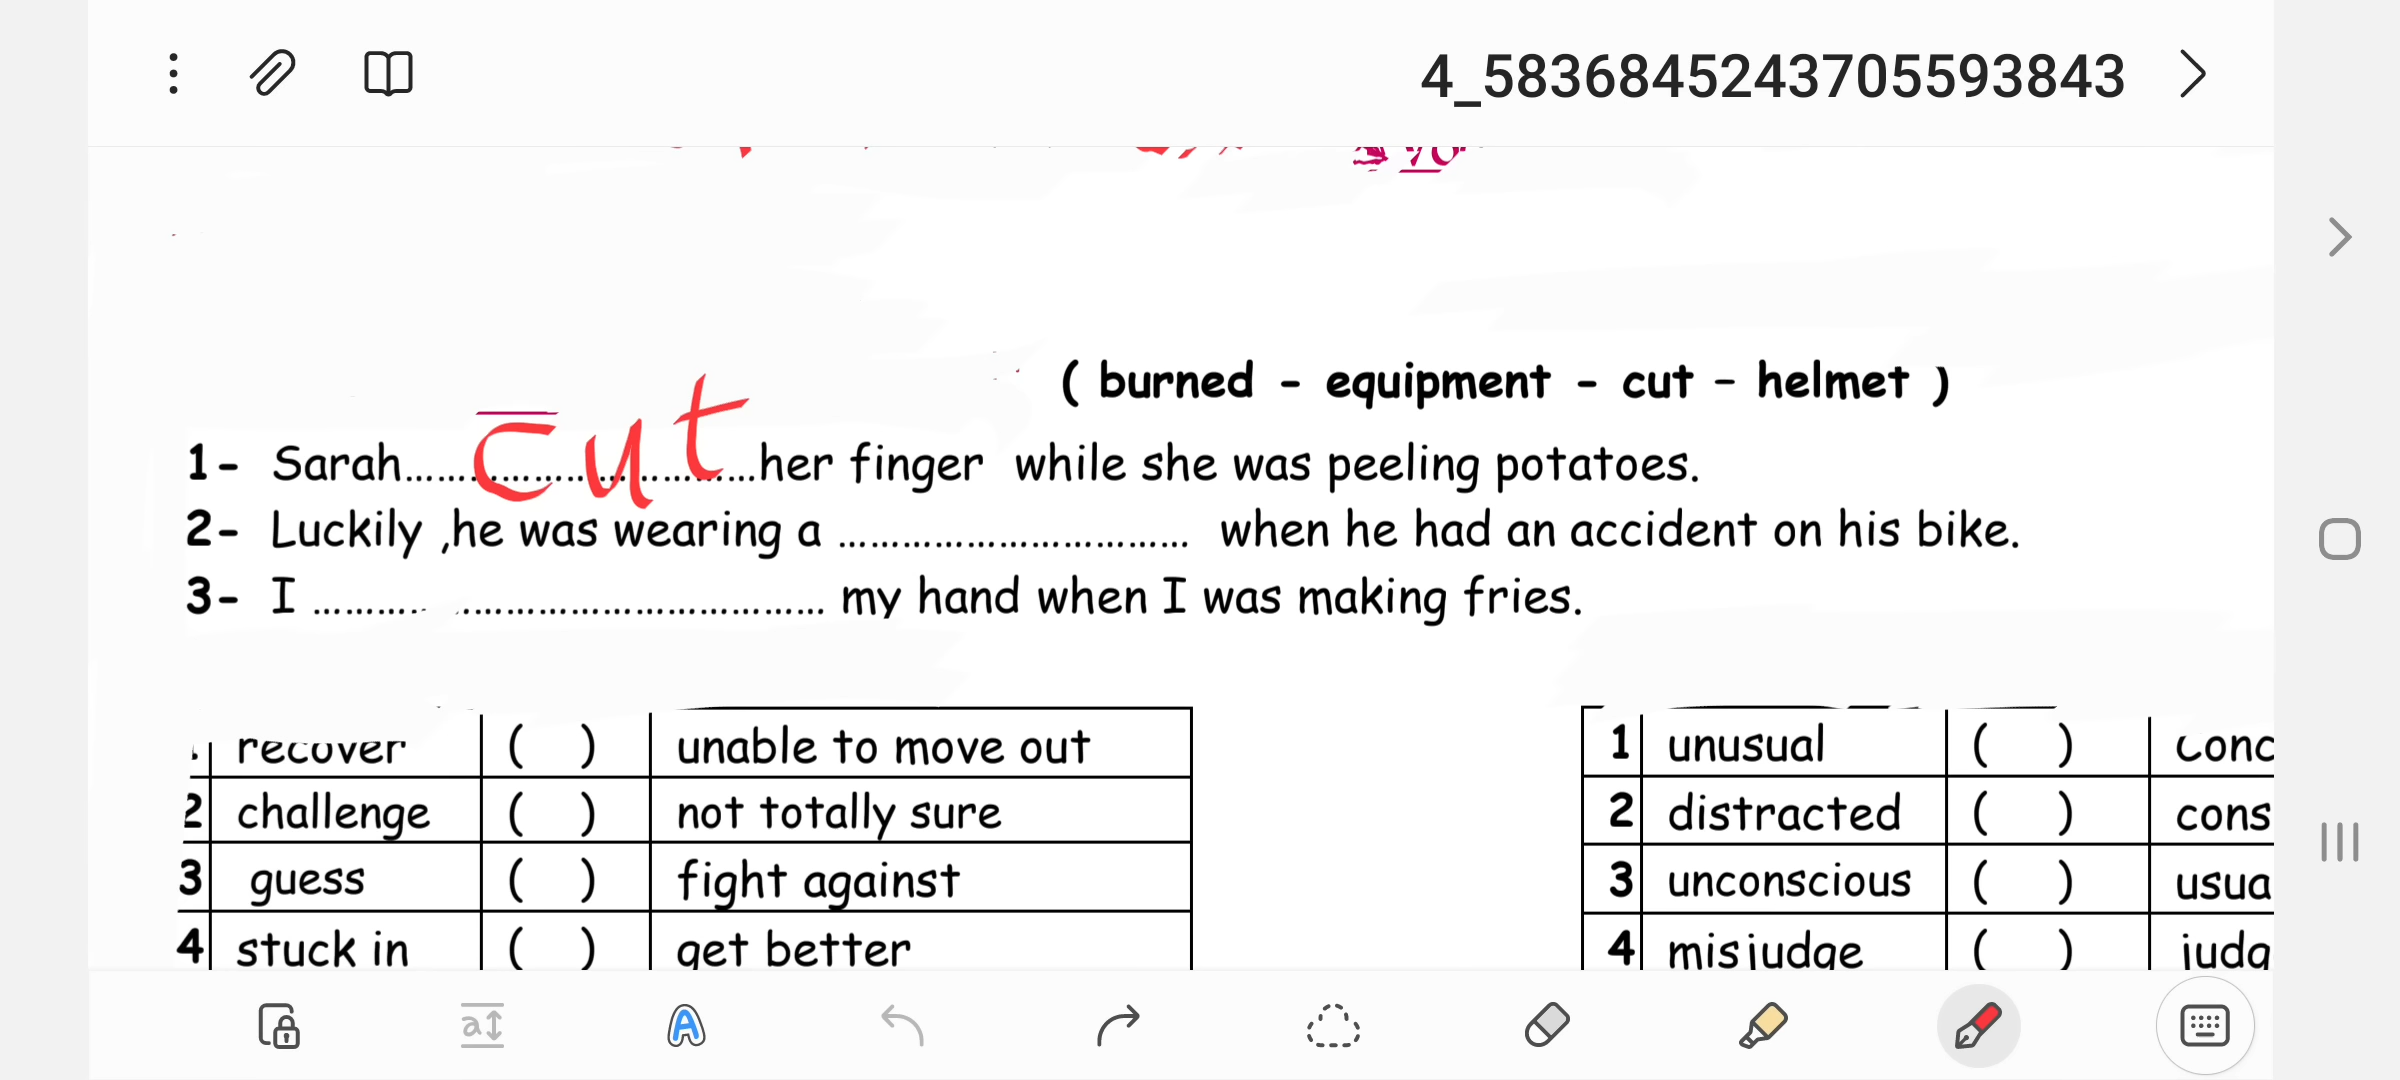 4_5836845243705593843
( burned - equipment - cut - helmet )
1- Sarah........cut........her finger while she was peeling potatoes.
2- Luckily ,he was wearing a ................................ when he had an accident on his bike.
3- I ................................ my hand when I was making fries.
recover ( ) unable to move out
2 challenge ( ) not totally sure
3 guess ( ) fight against
4 stuck in ( ) get better
1 unusual ( ) conc
2 distracted ( ) cons
3 unconscious ( ) usua
4 misjudge ( ) judg